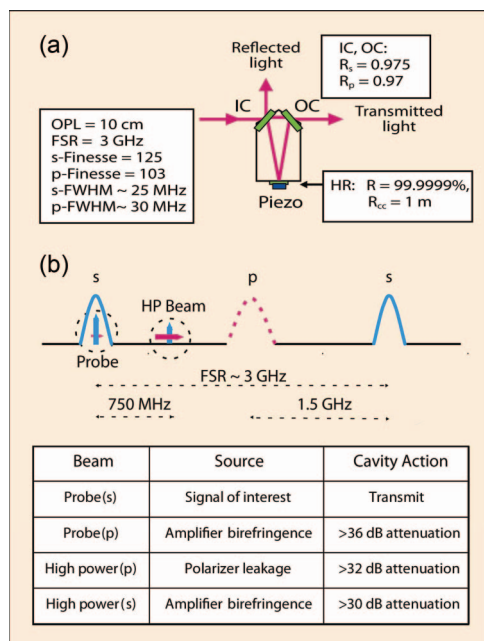 (a)
Reflected
light
IC, OC:
Rs = 0.975
Rp = 0.97
IC
OC
Transmitted
light
OPL = 10 cm
FSR = 3 GHz
s-Finesse = 125
p-Finesse = 103
s-FWHM ~ 25 MHz
p-FWHM~ 30 MHz
Piezo
HR: R = 99.9999%,
Rcc = 1 m
(b)
s
p
s
HP Beam
Probe
FSR ~ 3 GHz
750 MHz
1.5 GHz
Beam Source Cavity Action
Probe(s) Signal of interest Transmit
Probe(p) Amplifier birefringence >36 dB attenuation
High power(p) Polarizer leakage >32 dB attenuation
High power(s) Amplifier birefringence >30 dB attenuation